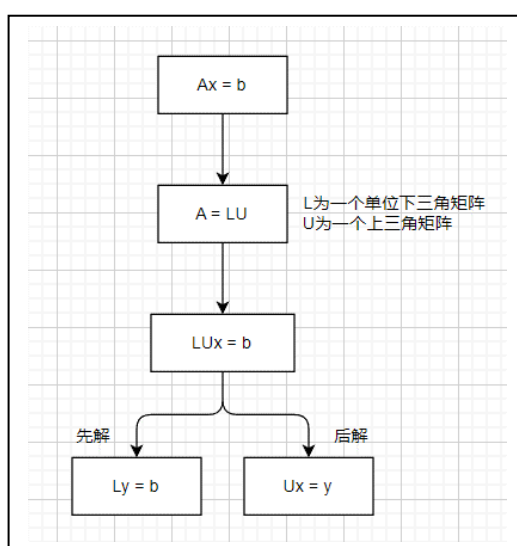 Ax = b
A = LU
L为一个单位下三角矩阵
U为一个上三角矩阵
LUx = b
先解
后解
Ly = b
Ux = y